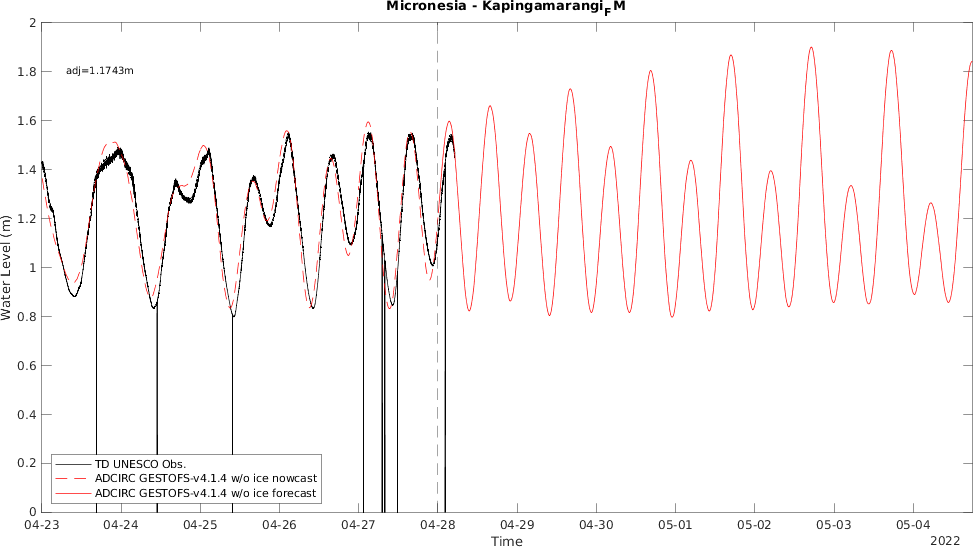 Micronesia - Kapingamarangi_FM
adj=1.1743m
Water Level (m)
2
1.8
1.6
1.4
1.2
1
0.8
0.6
0.4
0.2
0
TD UNESCO Obs.
ADCIRC GESTOFS-v4.1.4 w/o ice nowcast
ADCIRC GESTOFS-v4.1.4 w/o ice forecast
04-23 04-24 04-25 04-26 04-27 04-28 04-29 04-30 05-01 05-02 05-03 05-04
Time
2022